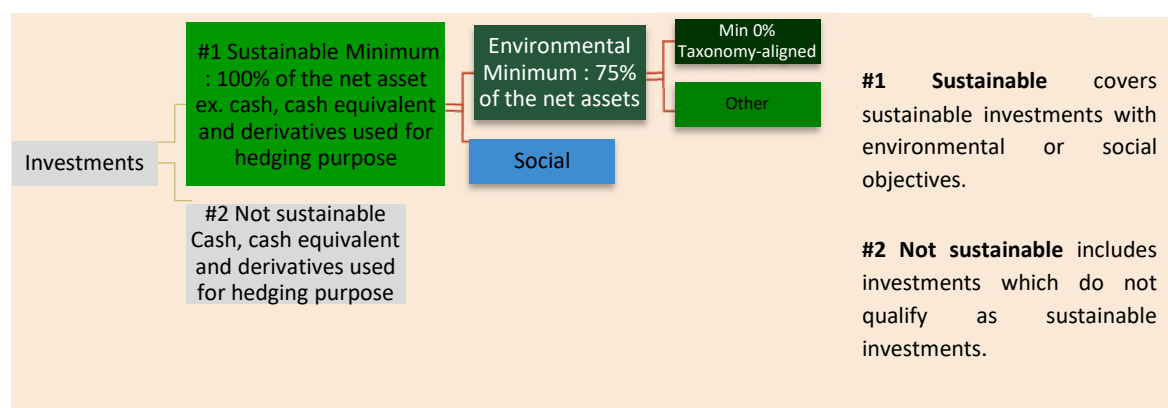 Investments
#1 Sustainable Minimum
: 100% of the net asset
ex. cash, cash equivalent
and derivatives used for
hedging purpose
#2 Not sustainable
Cash, cash equivalent
and derivatives used
for hedging purpose
Environmental
Minimum : 75%
of the net assets
Social
Min 0%
Taxonomy-aligned
Other
#1 Sustainable covers
sustainable investments with
environmental or social
objectives.
#2 Not sustainable includes
investments which do not
qualify as sustainable
investments.